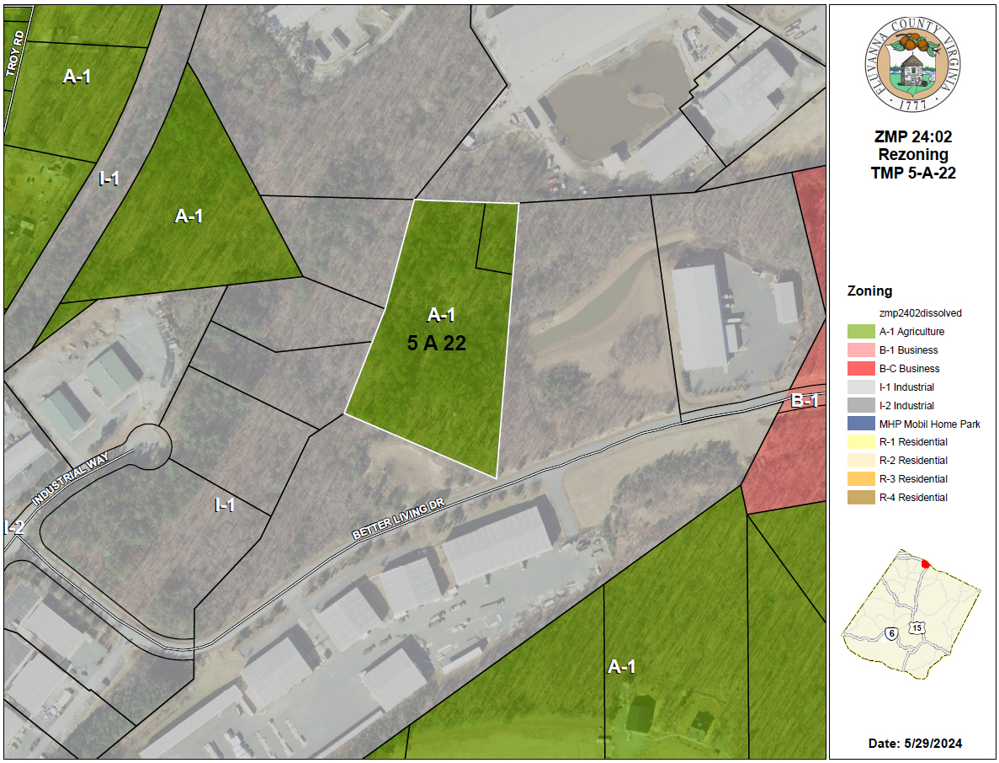 TROY RD
A-1
I-1
A-1
A-1
5 A 22
B-1
INDUSTRIAL WAY
I-1
I-2
BETTER LIVING DR
A-1
FLUVANNA COUNTY VIRGINIA
· 1777 ·
ZMP 24:02
Rezoning
TMP 5-A-22
Zoning
zmp2402dissolved
A-1 Agriculture
B-1 Business
B-C Business
I-1 Industrial
I-2 Industrial
MHP Mobil Home Park
R-1 Residential
R-2 Residential
R-3 Residential
R-4 Residential
6
15
Date: 5/29/2024